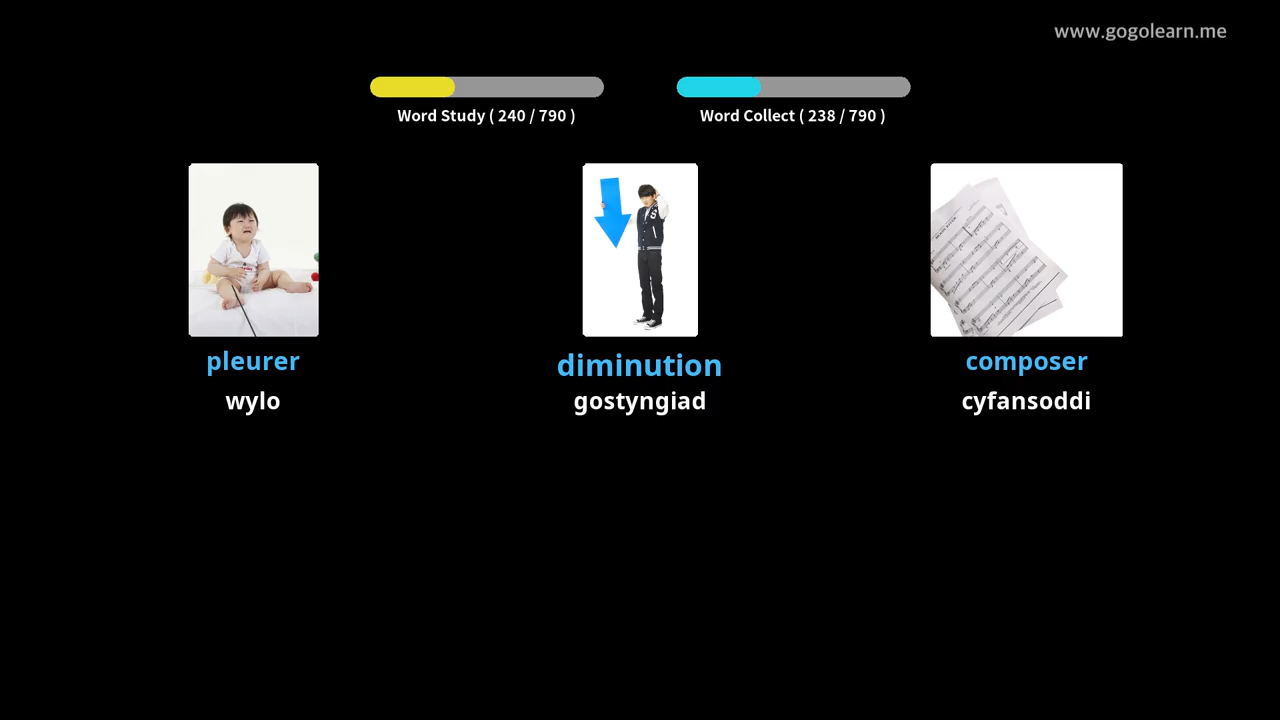 www.gogolearn.me
Word Study ( 240 / 790 )
Word Collect ( 238 / 790 )
pleurer
diminution
composer
wylo
gostyngiad
cyfansoddi